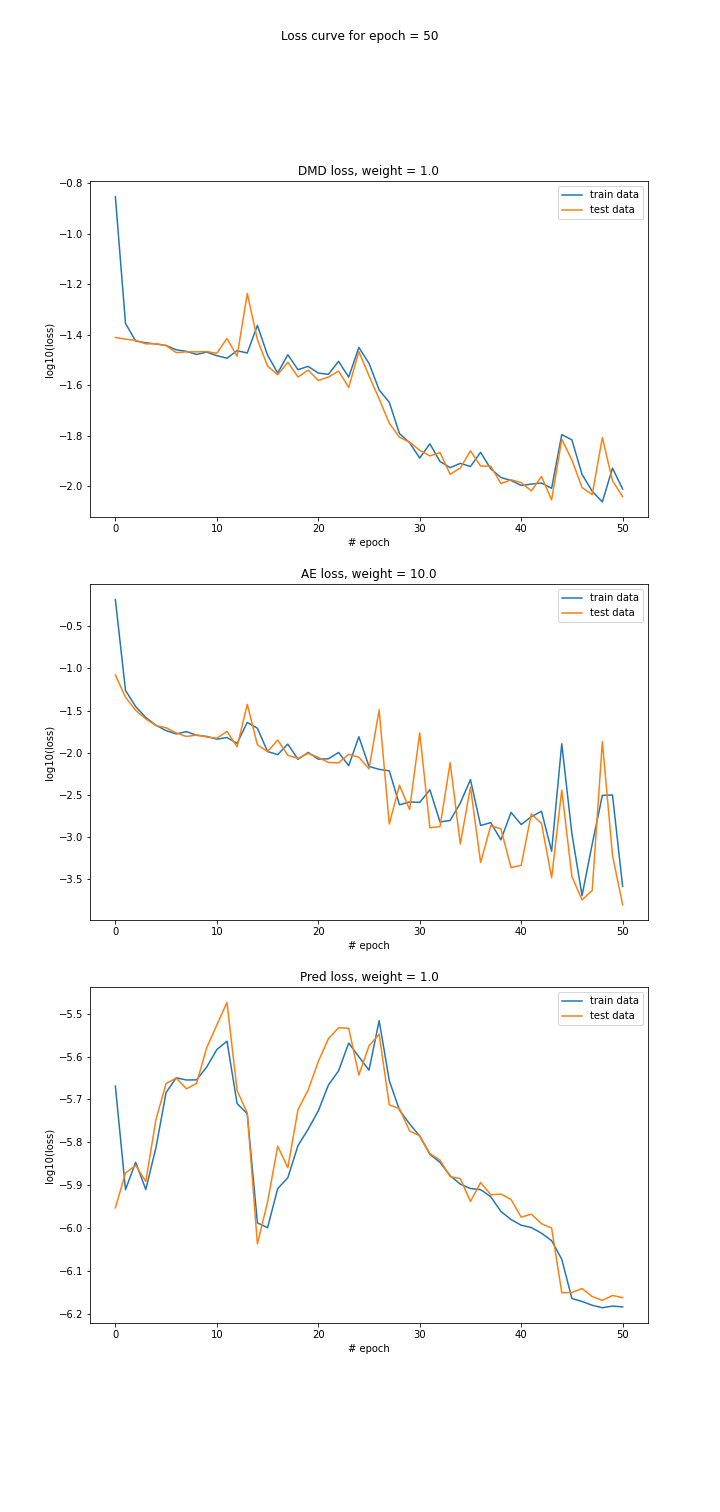 Loss curve for epoch = 50
DMD loss, weight = 1.0
−0.8
−1.0
−1.2
−1.4
−1.6
−1.8
−2.0
log10(loss)
train data
test data
0 10 20 30 40 50
# epoch
AE loss, weight = 10.0
−0.5
−1.0
−1.5
−2.0
−2.5
−3.0
−3.5
log10(loss)
train data
test data
0 10 20 30 40 50
# epoch
Pred loss, weight = 1.0
−5.5
−5.6
−5.7
−5.8
−5.9
−6.0
−6.1
−6.2
log10(loss)
train data
test data
0 10 20 30 40 50
# epoch